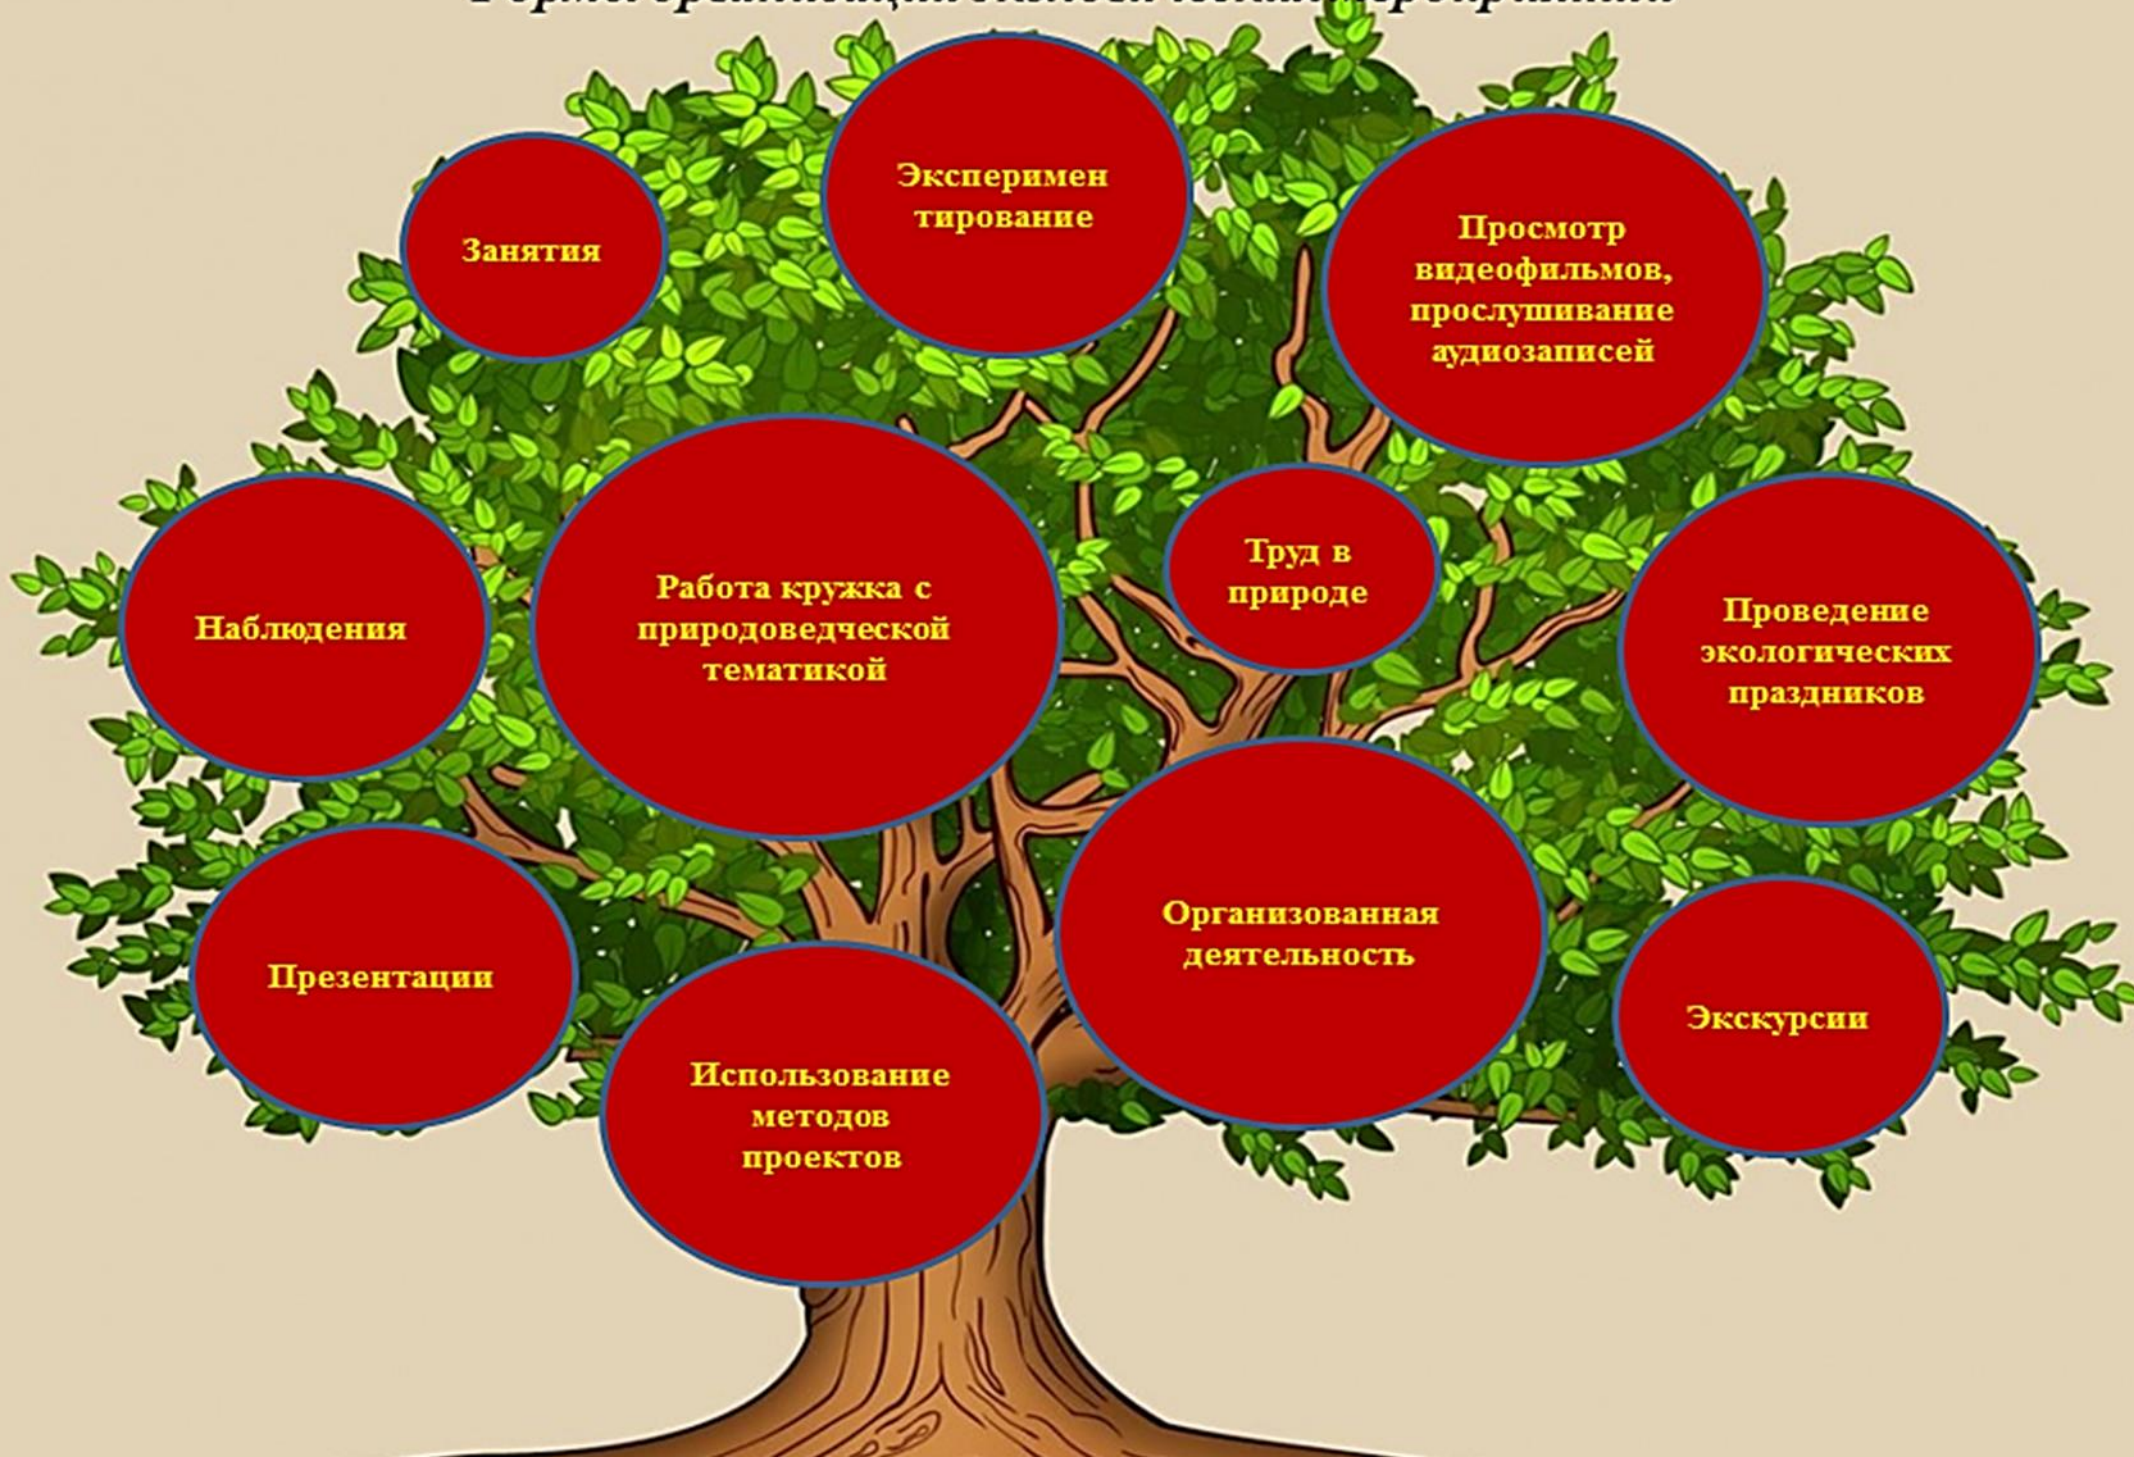 Эксперимен
тирование
Занятия
Просмотр
видеофильмов,
прослушивание
аудиозаписей
Наблюдения
Работа кружка с
природоведческой
тематикой
Труд в
природе
Проведение
экологических
праздников
Презентации
Организованная
деятельность
Экскурсии
Использование
методов
проектов